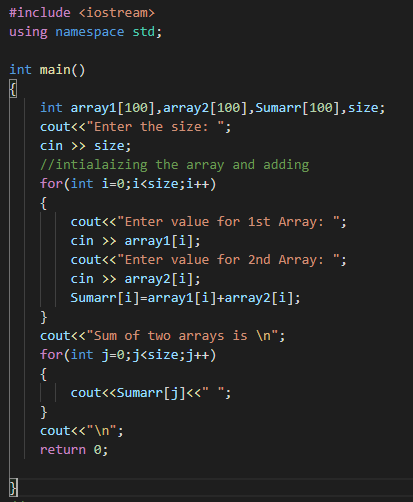 #include <iostream>
using namespace std;
int main()
{
int array1[100],array2[100],Sumarr[100],size;
cout<<"Enter the size: ";
cin >> size;
//intialaizing the array and adding
for(int i=0;i<size;i++)
{
cout<<"Enter value for 1st Array: ";
cin >> array1[i];
cout<<"Enter value for 2nd Array: ";
cin >> array2[i];
Sumarr[i]=array1[i]+array2[i];
}
cout<<"Sum of two arrays is \n";
for(int j=0;j<size;j++)
{
cout<<Sumarr[j]<<" ";
}
cout<<"\n";
return 0;
}